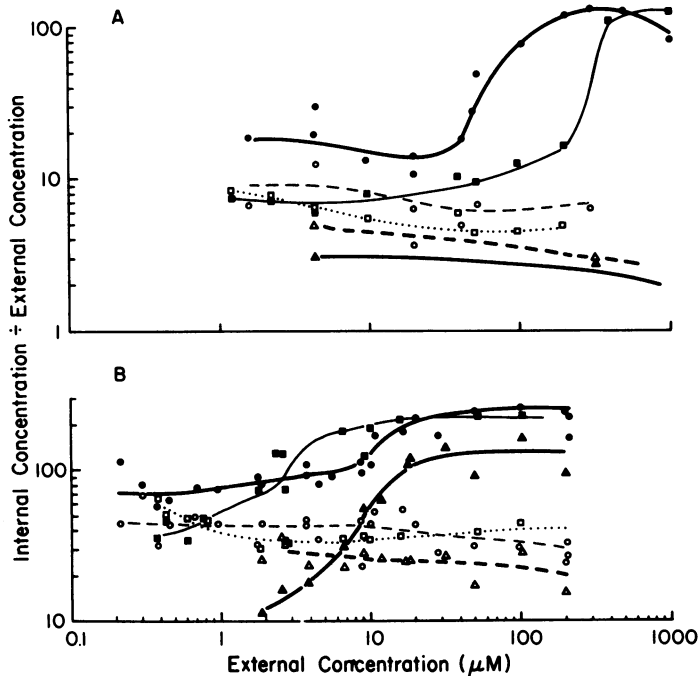 A
100
10
1
Internal Concentration ÷ External Concentration
B
100
10
0.1 1 10 100 1000
External Concentration (μM)